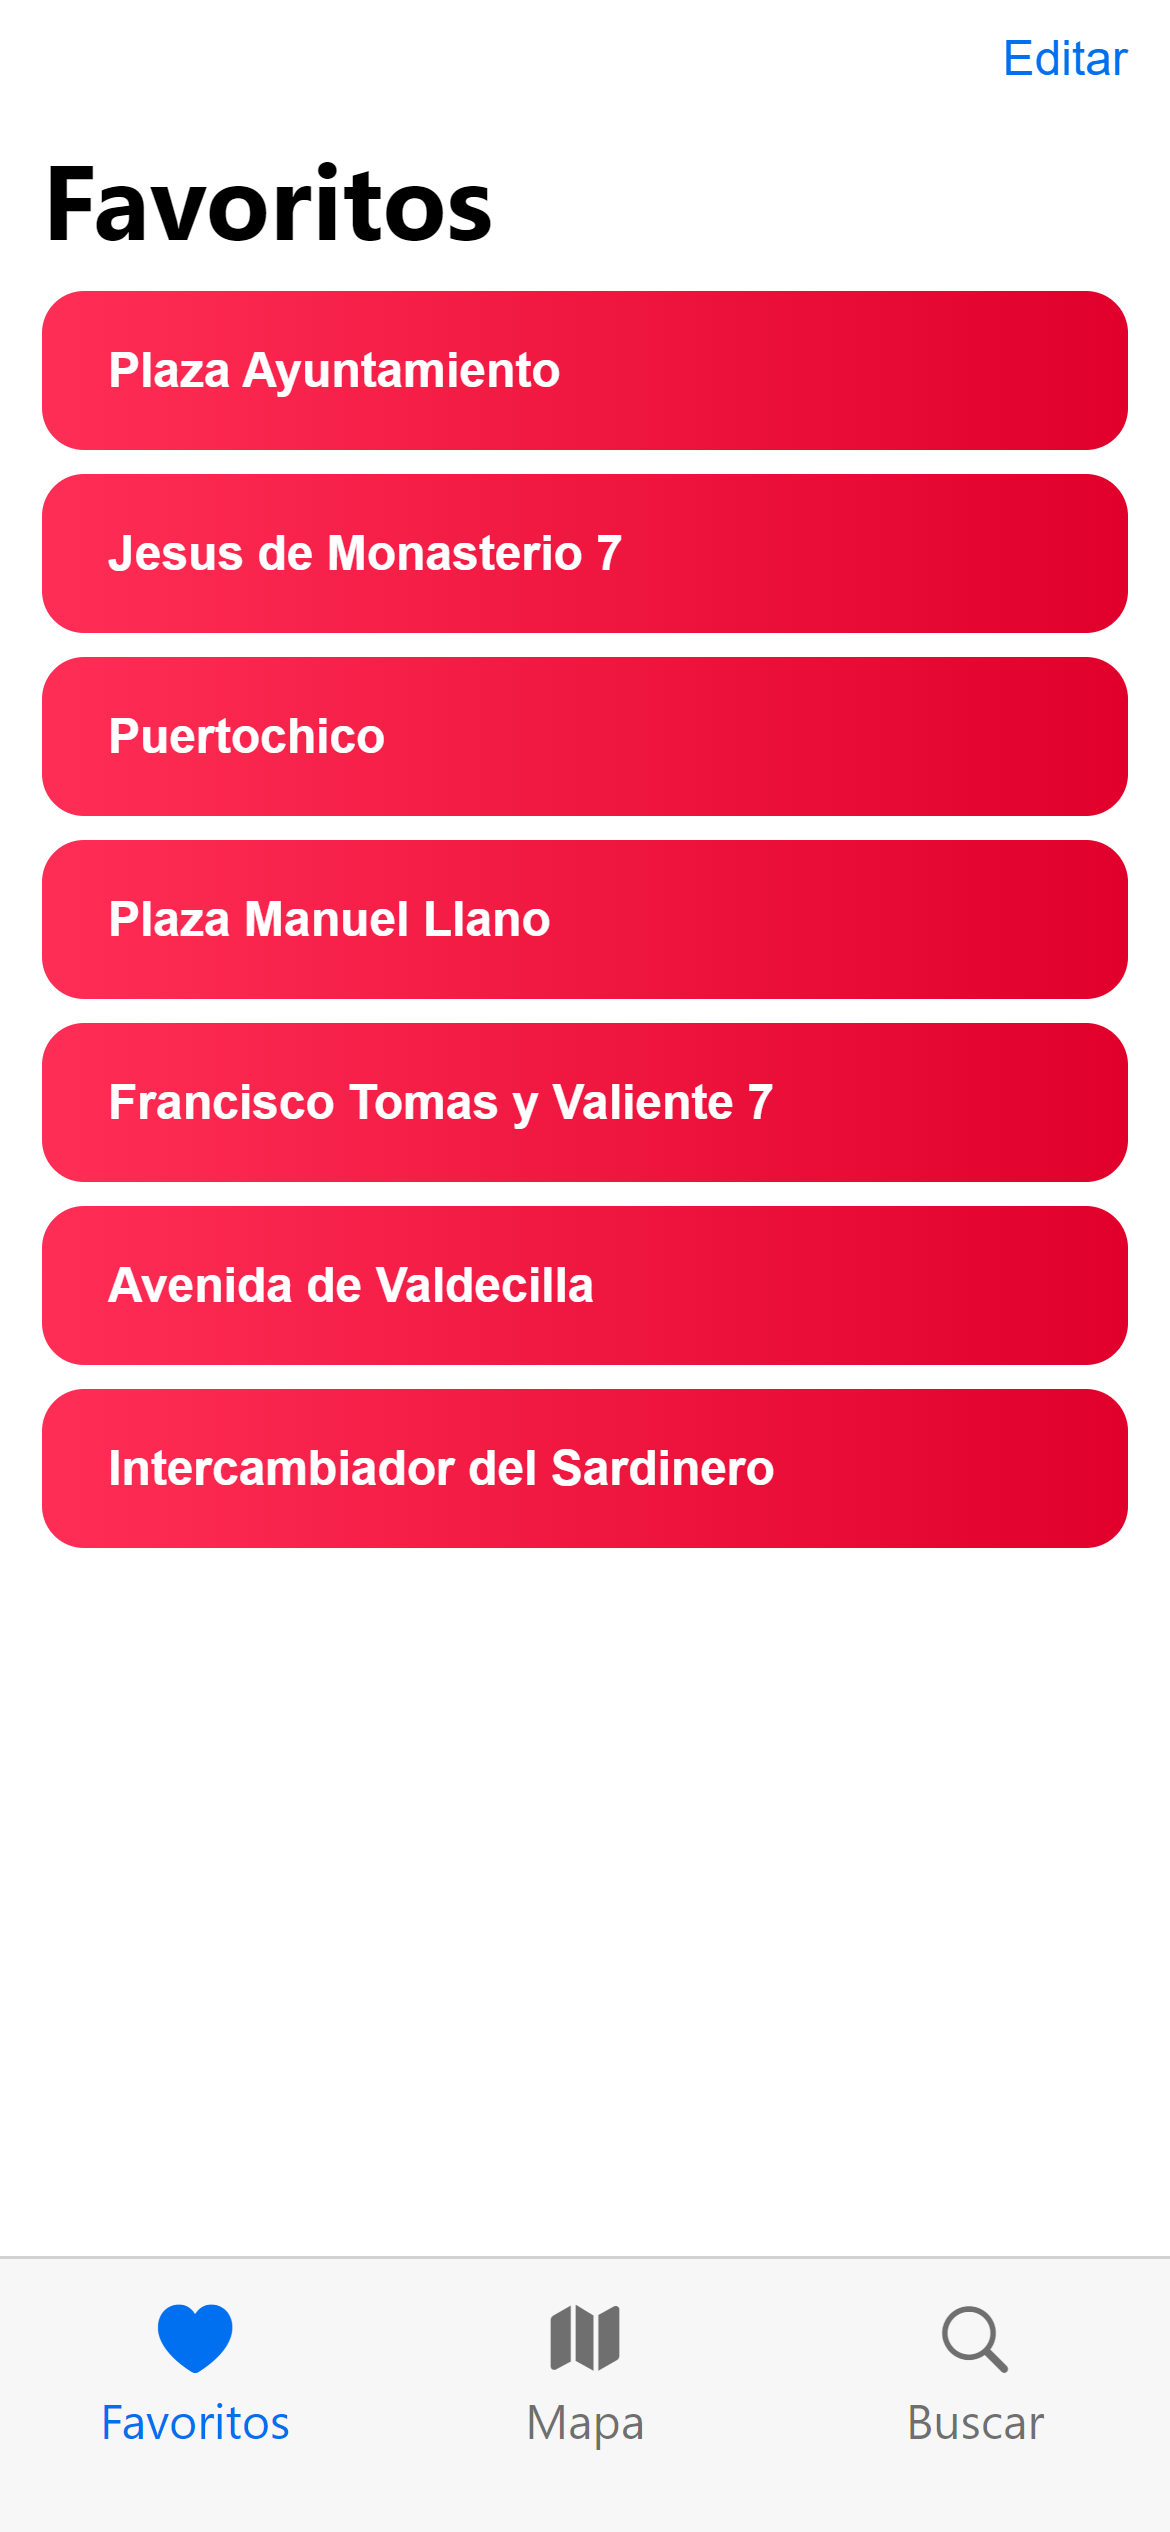 Editar
Favoritos
Plaza Ayuntamiento
Jesus de Monasterio 7
Puertochico
Plaza Manuel Llano
Francisco Tomas y Valiente 7
Avenida de Valdecilla
Intercambiador del Sardinero
Favoritos
Mapa
Buscar